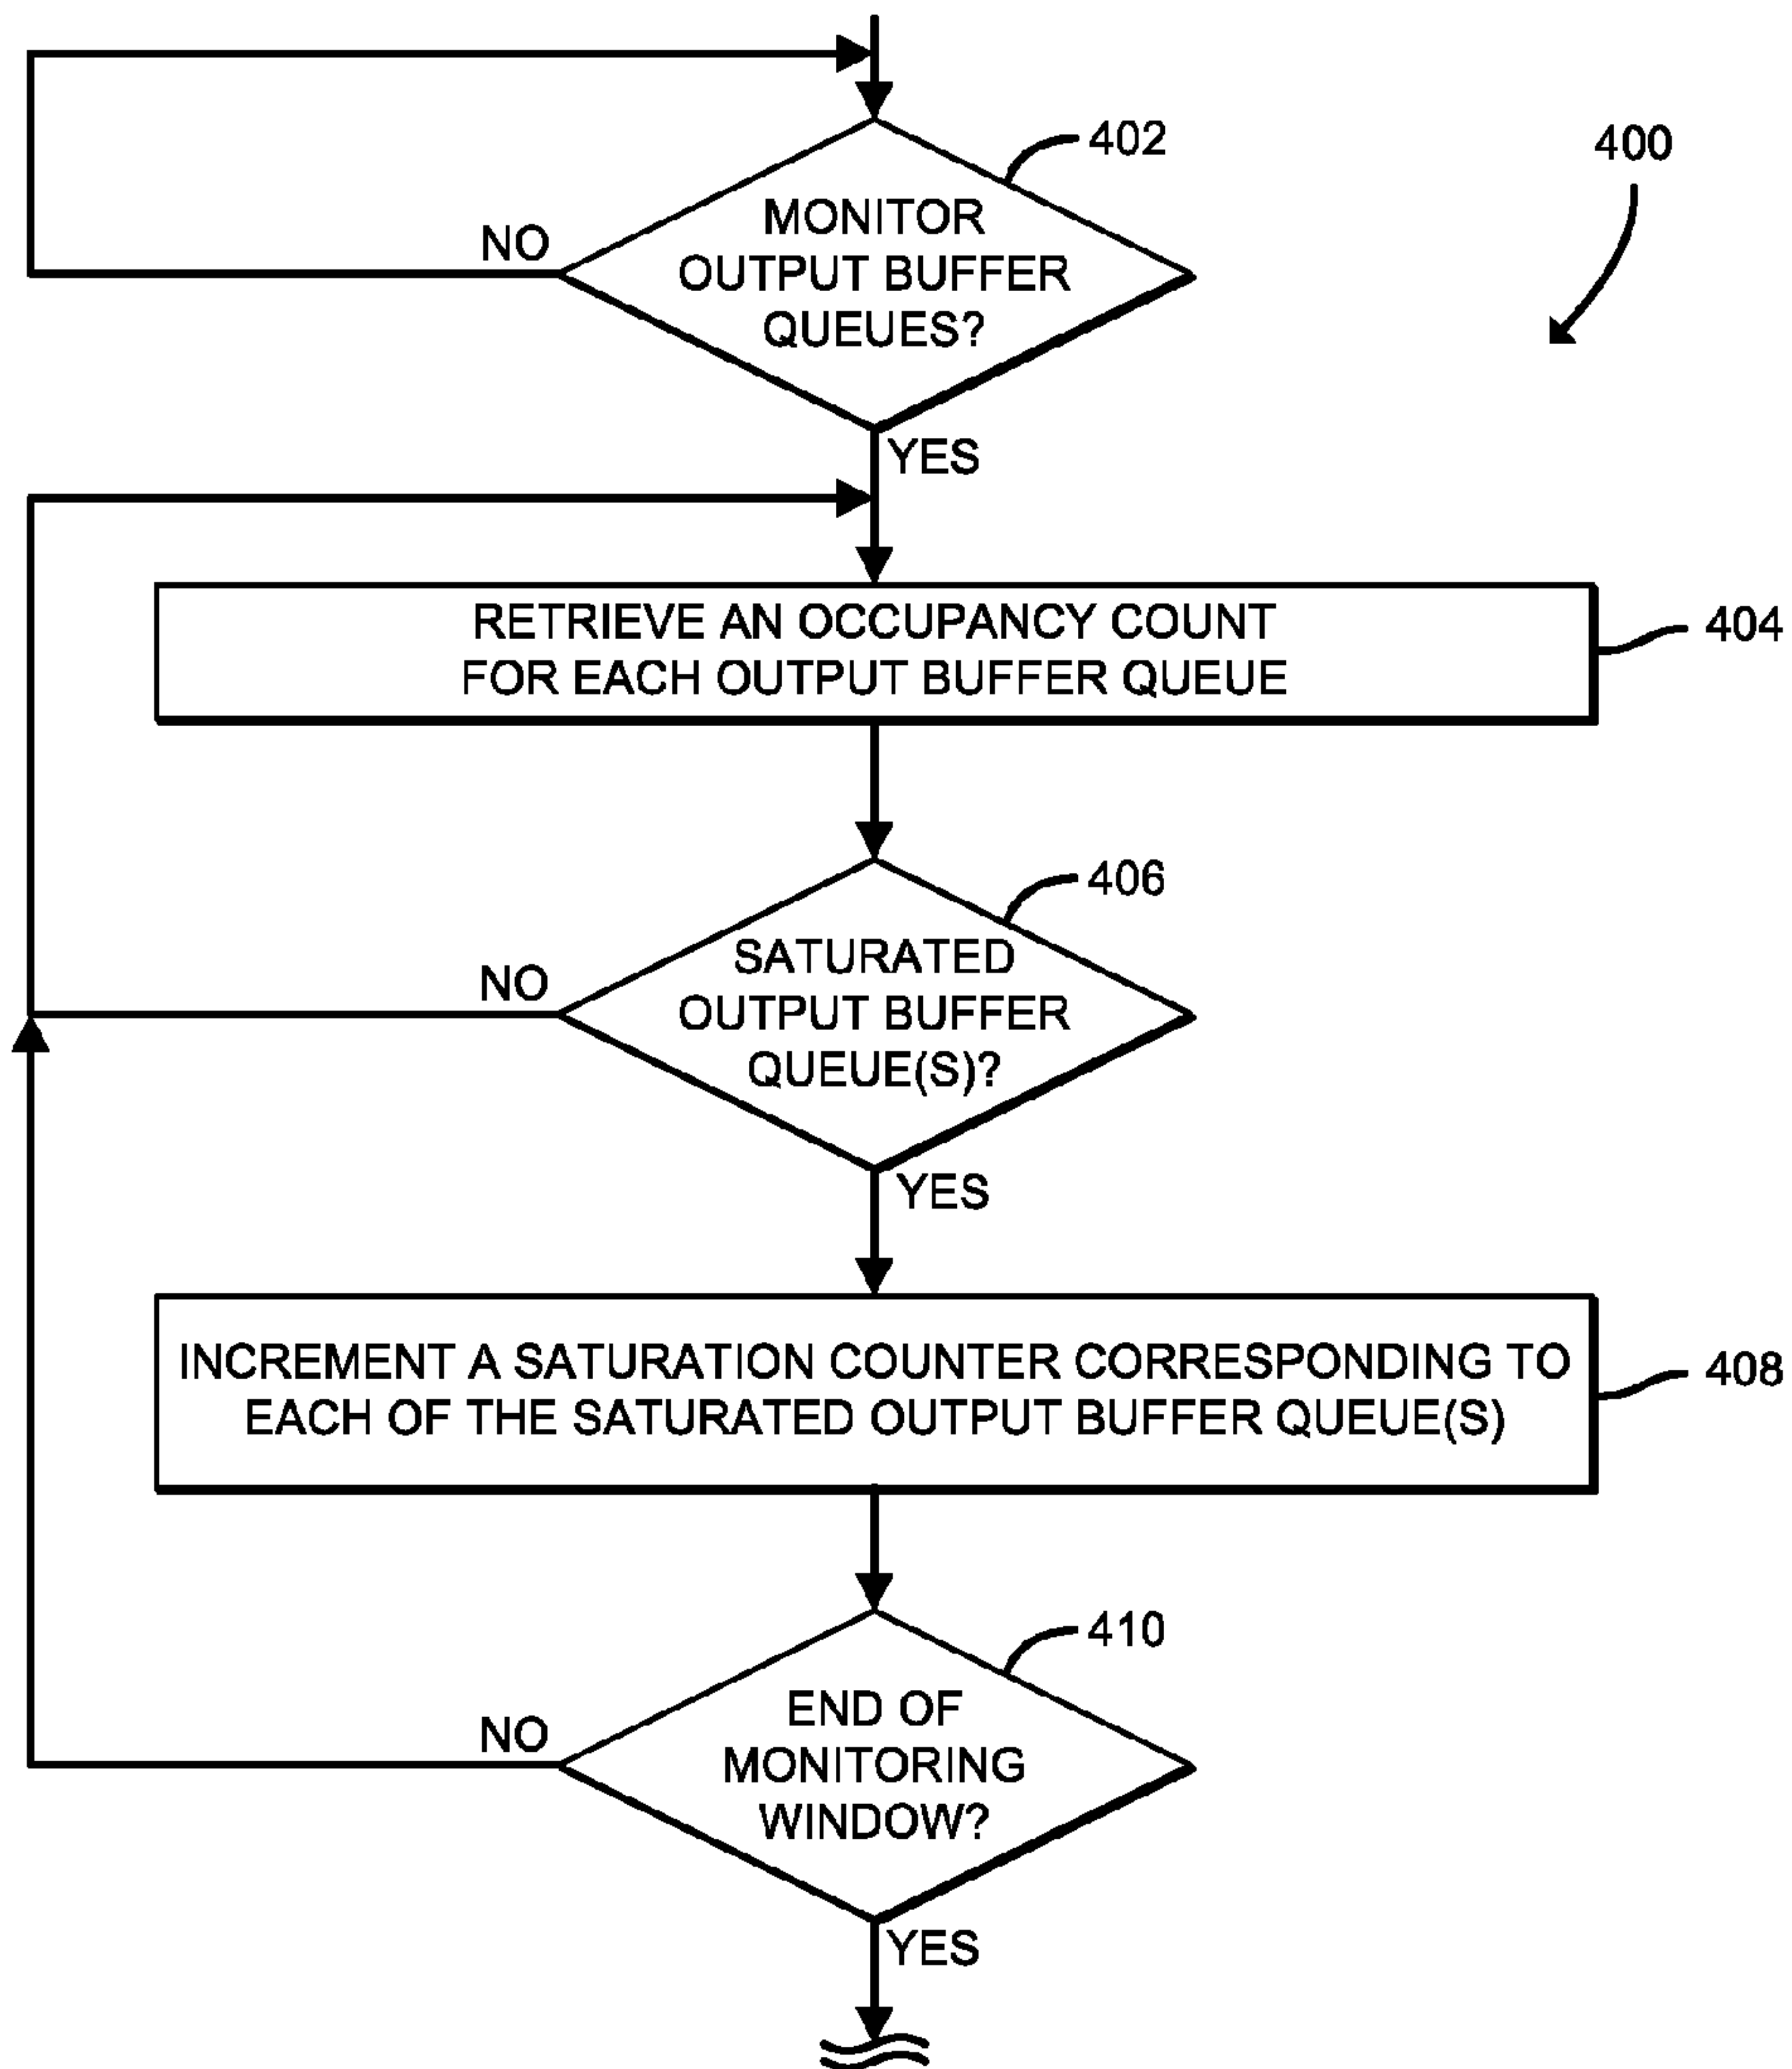 402
400
MONITOR
OUTPUT BUFFER
QUEUES?
NO
YES
RETRIEVE AN OCCUPANCY COUNT
FOR EACH OUTPUT BUFFER QUEUE
404
406
SATURATED
OUTPUT BUFFER
QUEUE(S)?
NO
YES
INCREMENT A SATURATION COUNTER CORRESPONDING TO
EACH OF THE SATURATED OUTPUT BUFFER QUEUE(S)
408
410
END OF
MONITORING
WINDOW?
NO
YES